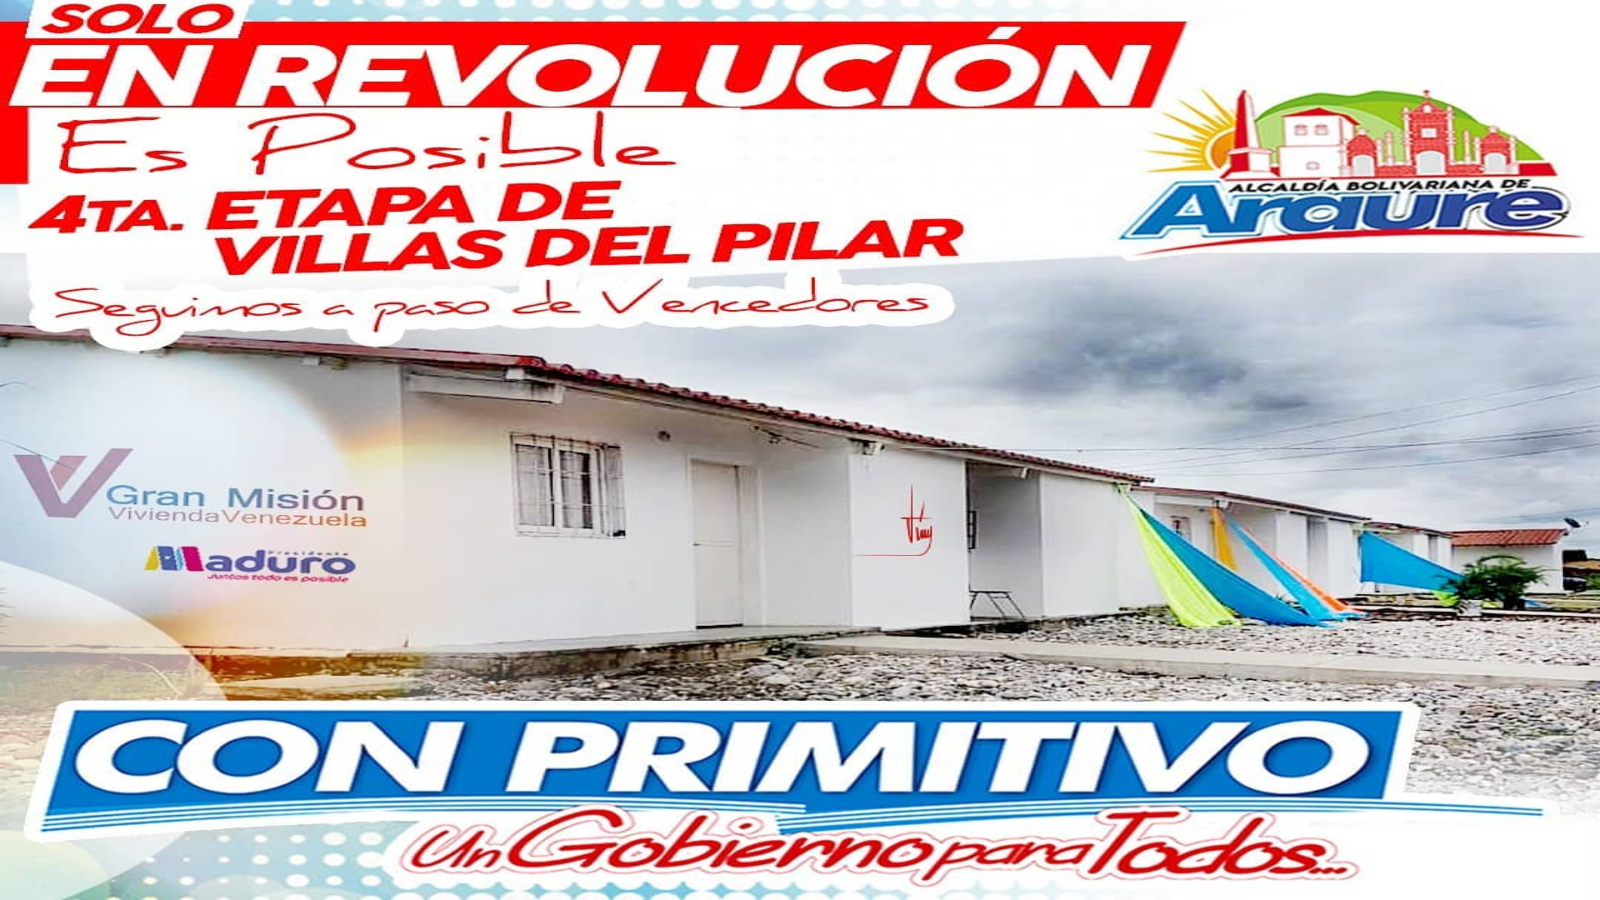 SOLO
EN REVOLUCIÓN
Es Posible
4TA. ETAPA DE
VILLAS DEL PILAR
Seguimos a paso de Vencedores
ALCALDÍA BOLIVARIANA DE
Araure
Gran Misión
ViviendaVenezuela
Presidente
Maduro
Juntos todo es posible
CON PRIMITIVO
Un Gobierno para Todos...